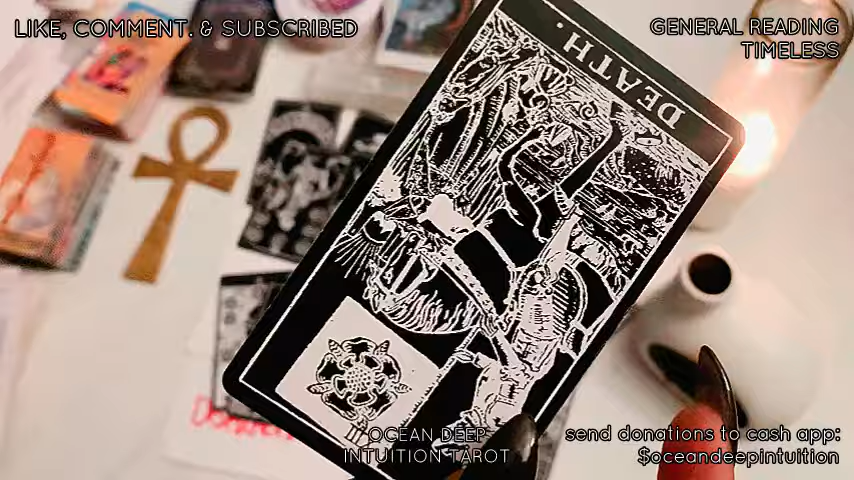 LIKE, COMMENT. & SUBSCRIBED
GENERAL READING
TIMELESS
DEATH.
OCEAN DEEP
INTUITION TAROT
send donations to cash app:
$oceandeepintuition